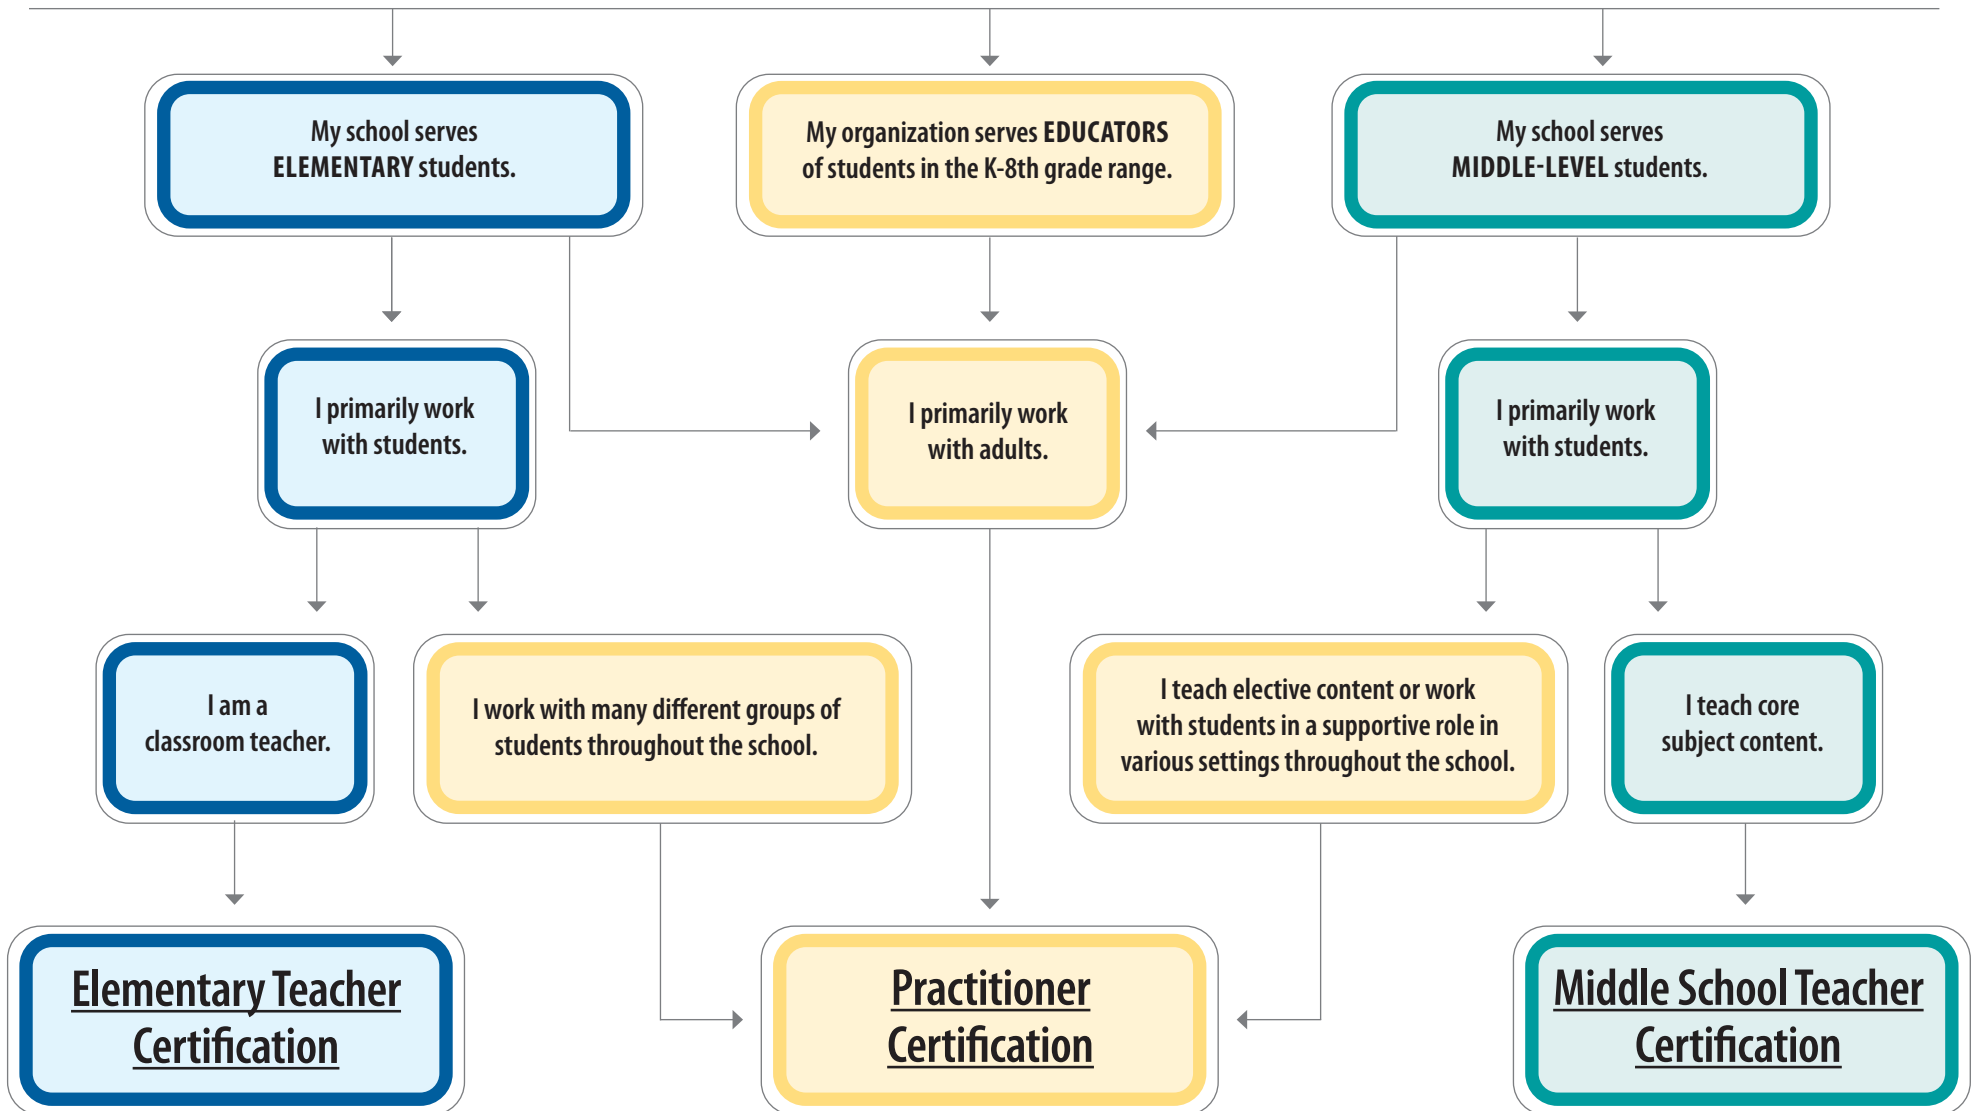 My school serves
ELEMENTARY students.
My organization serves EDUCATORS
of students in the K-8th grade range.
My school serves
MIDDLE-LEVEL students.
I primarily work
with students.
I primarily work
with adults.
I primarily work
with students.
I am a
classroom teacher.
I work with many different groups of
students throughout the school.
I teach elective content or work
with students in a supportive role in
various settings throughout the school.
I teach core
subject content.
Elementary Teacher
Certification
Practitioner
Certification
Middle School Teacher
Certification